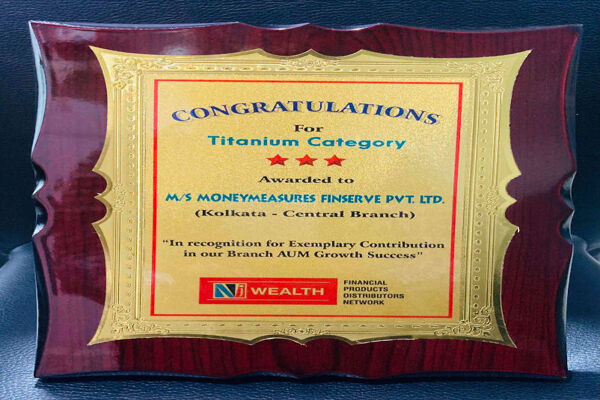 CONGRATULATIONS
For
Titanium Category
Awarded to
M/S MONEYMEASURES FINSERVE PVT. LTD.
(Kolkata - Central Branch)
"In recognition for Exemplary Contribution
in our Branch AUM Growth Success"
Nj WEALTH
FINANCIAL
PRODUCTS
DISTRIBUTORS
NETWORK